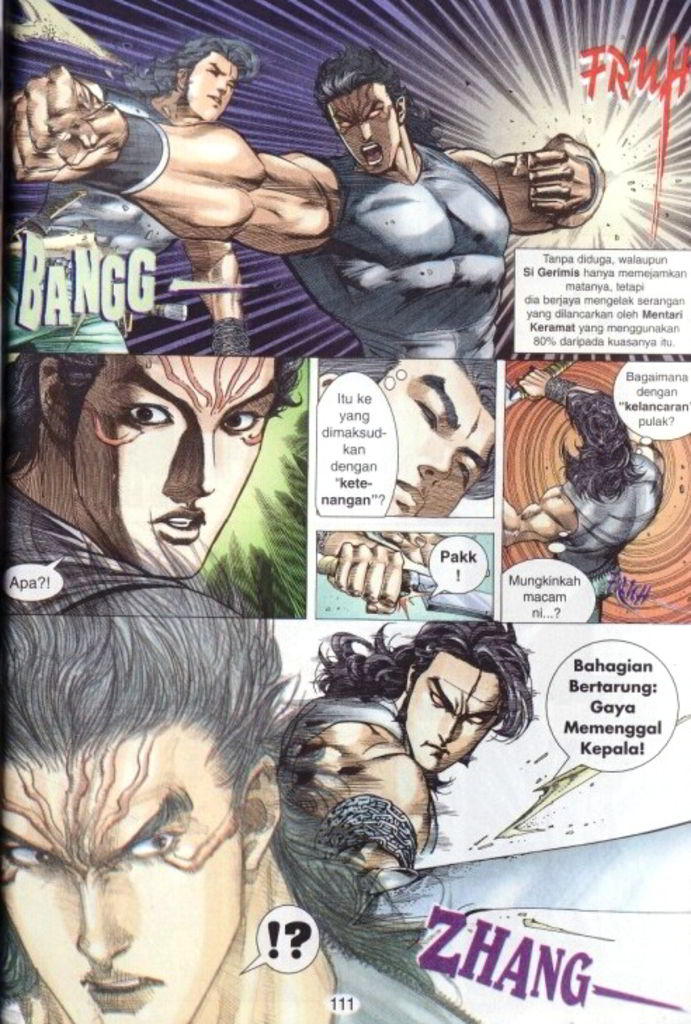 FRUH
BANGG
Tanpa diduga, walaupun
Si Gerimis hanya memejamkan
matanya, tetapi
dia berjaya mengelak serangan
yang dilancarkan oleh Mentari
Keramat yang menggunakan
80% daripada kuasanya itu.
Apa?!
Itu ke
yang
dimaksud-
kan
dengan
"kete-
nangan"?
Pakk
!
Bagaimana
dengan
"kelancaran"
pulak?
Mungkinkah
macam
ni...?
FRUH
Bahagian
Bertarung:
Gaya
Memenggal
Kepala!
!?
ZHANG
111